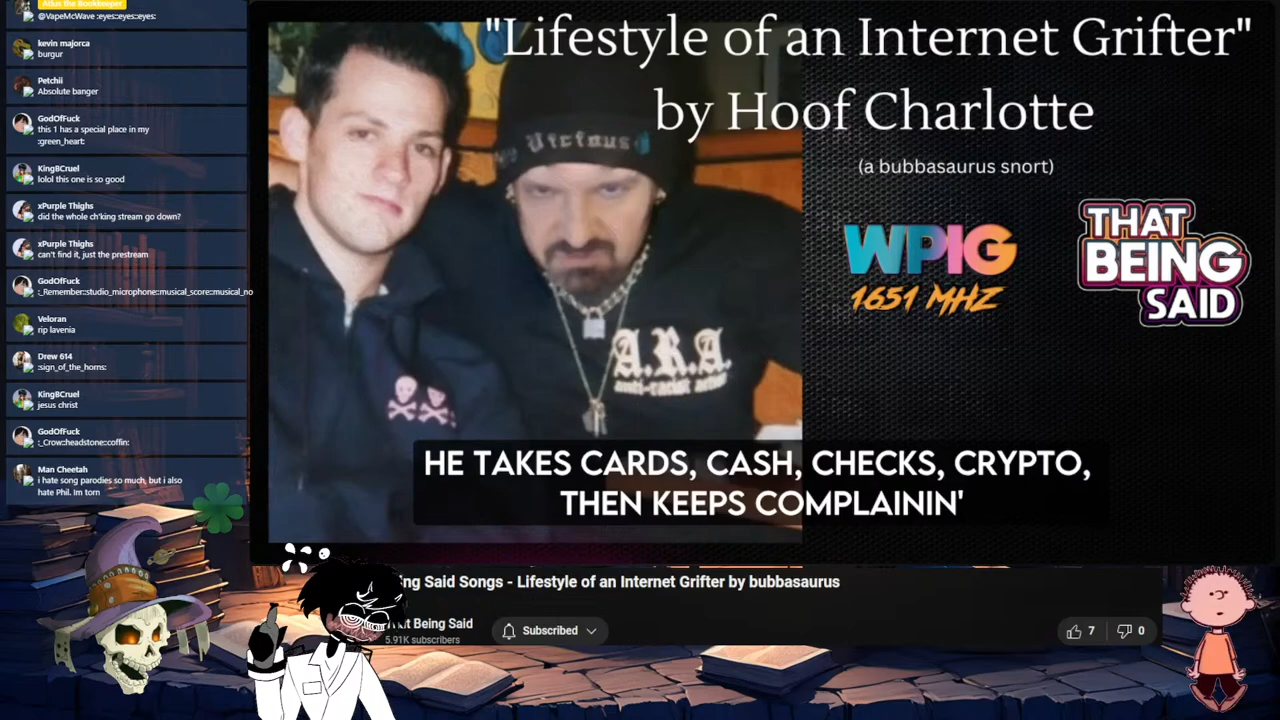 Atlus the Bookkeeper
@VapeMcWave :eyes::eyes::eyes:
kevin majorca
burgur
Petchii
Absolute banger
GodOfFuck
this 1 has a special place in my
:green_heart:
KingBCruel
lolol this one is so good
xPurple Thighs
did the whole ch'king stream go down?
xPurple Thighs
can't find it, just the prestream
GodOfFuck
:_Remember::studio_microphone::musical_score::musical_no
Veloran
rip lavenia
Drew 614
:sign_of_the_horns:
KingBCruel
jesus christ
GodOfFuck
:_Crow::headstone::coffin:
Man Cheetah
i hate song parodies so much, but i also
hate Phil. Im torn
"Lifestyle of an Internet Grifter"
by Hoof Charlotte
(a bubbasaurus snort)
WPIG
1651 MHZ
THAT
BEING
SAID
Vicious
A.R.A.
anti-racist
HE TAKES CARDS, CASH, CHECKS, CRYPTO,
THEN KEEPS COMPLAININ'
ng Said Songs - Lifestyle of an Internet Grifter by bubbasaurus
at Being Said
5.91K subscribers
Subscribed
7
0